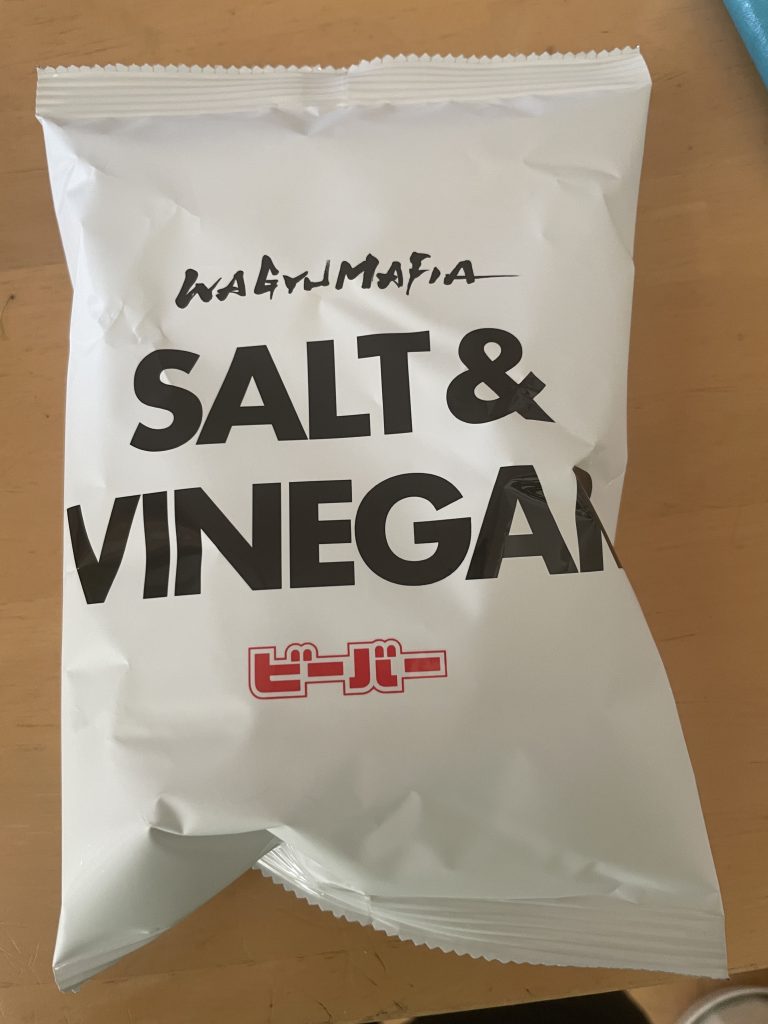 WAGYUMAFIA
SALT &
VINEGAR
ビーバー